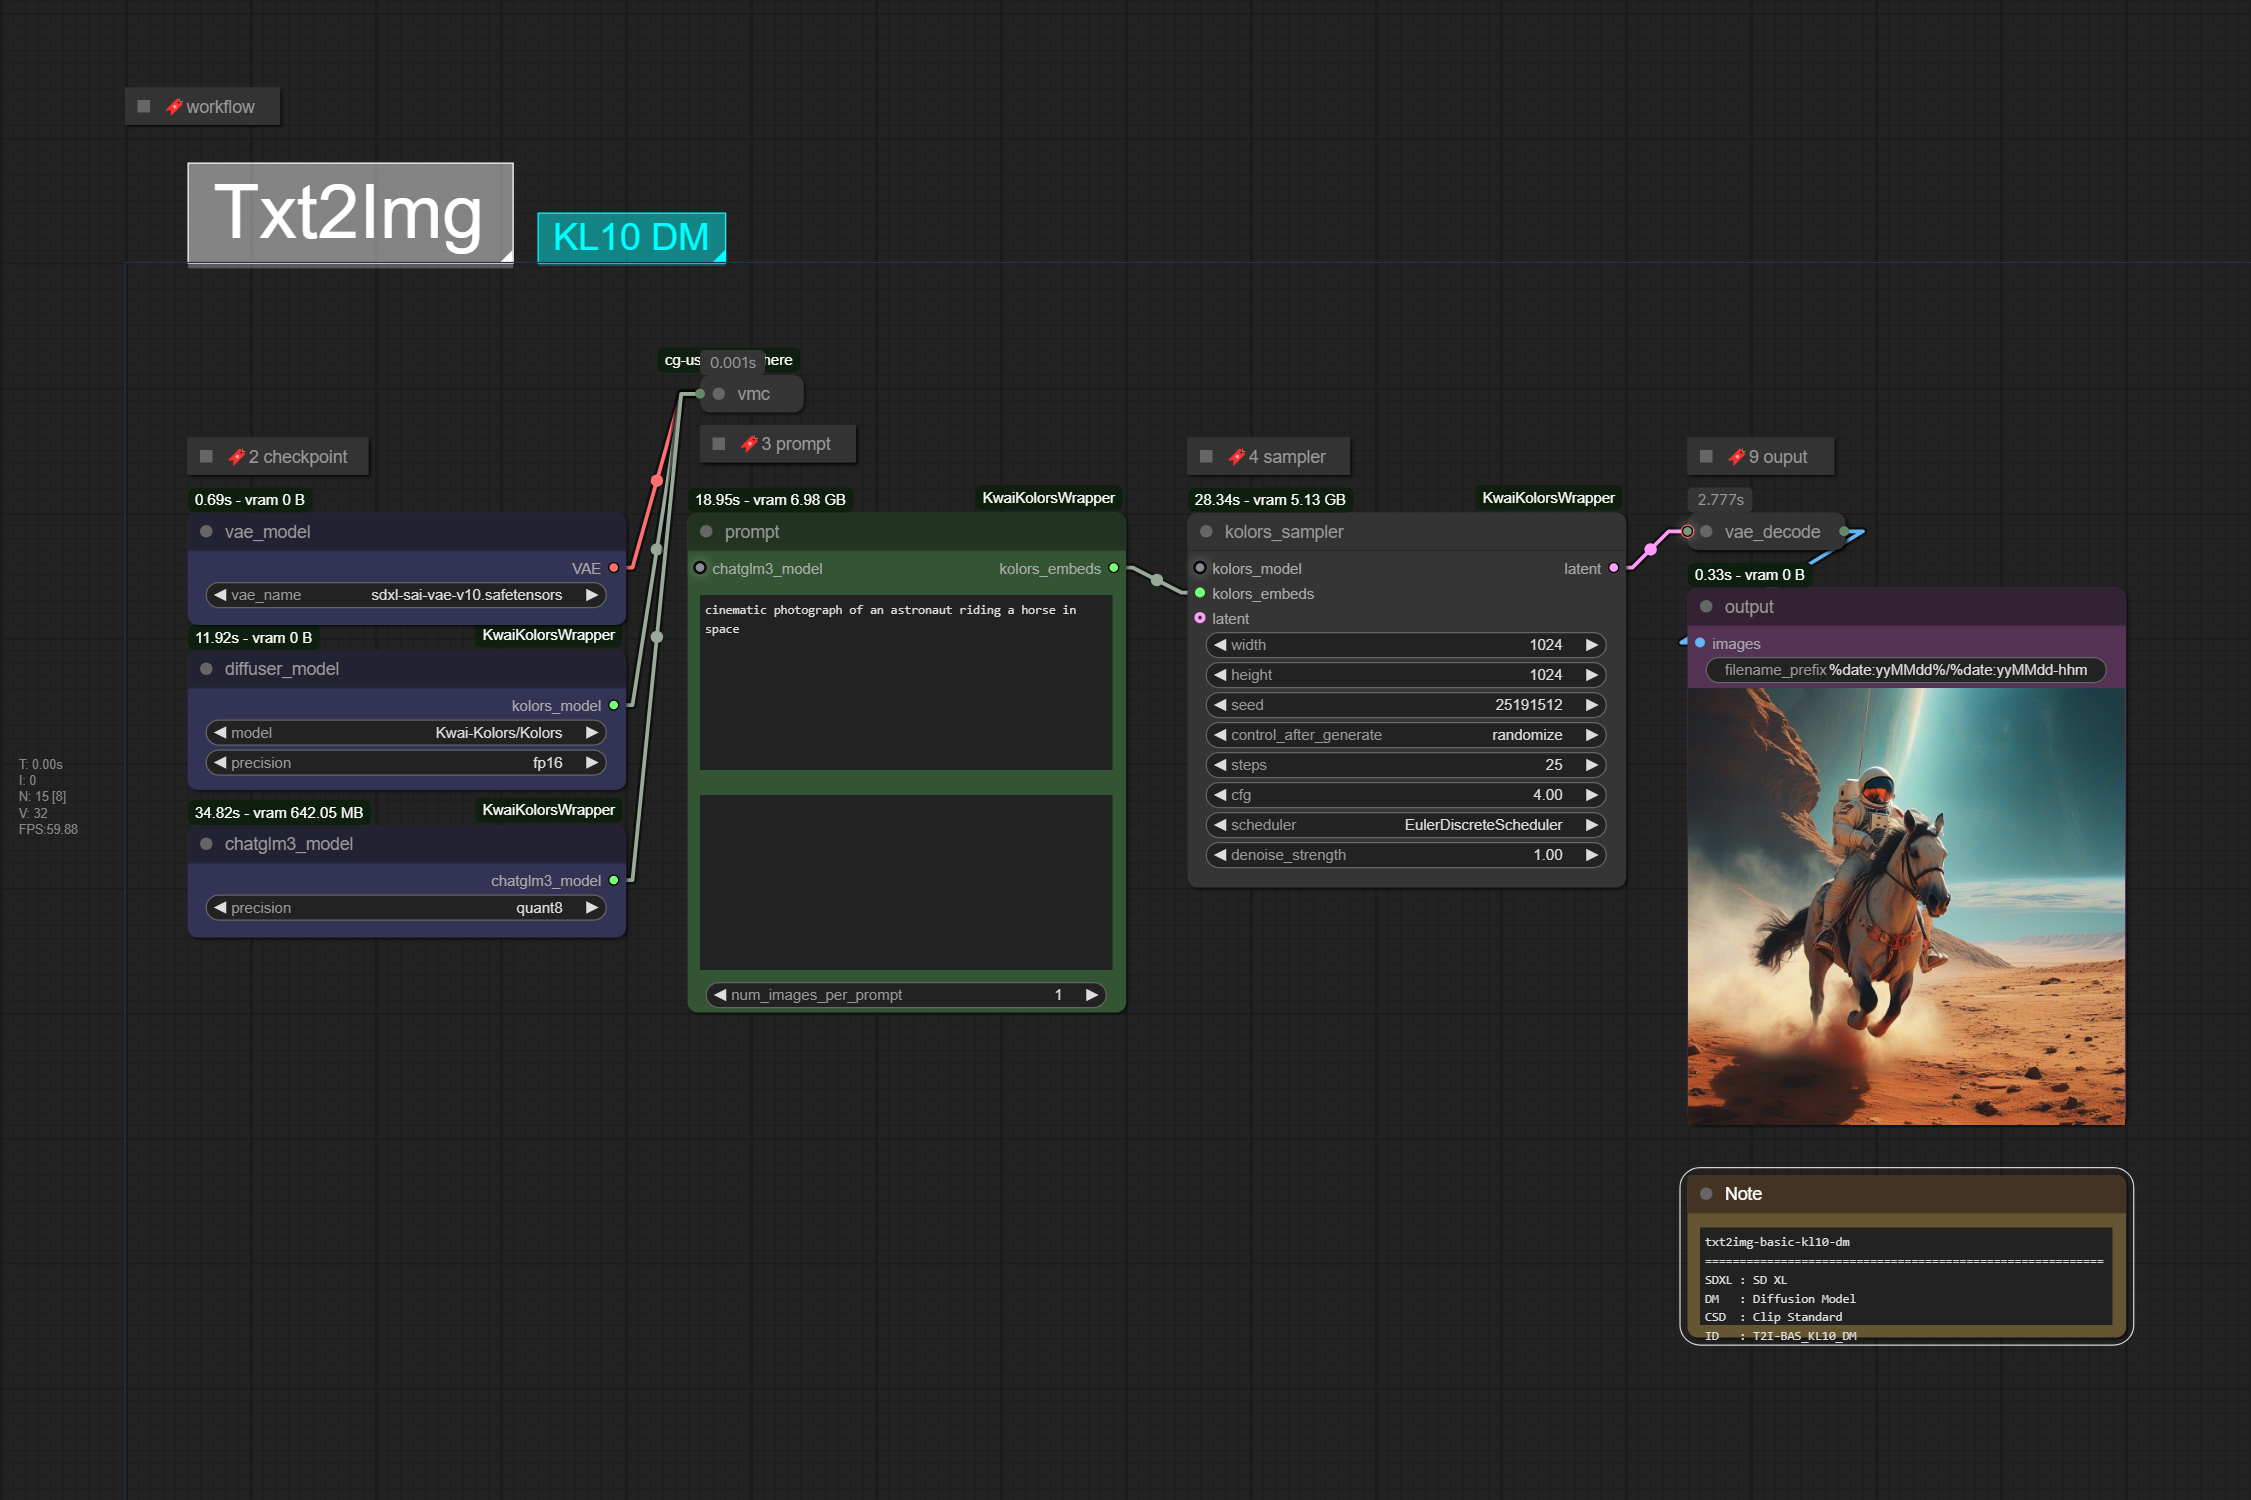 workflow
Txt2Img
KL10 DM
cg-us
0.001s
here
vmc
2 checkpoint
3 prompt
4 sampler
9 ouput
0.69s - vram 0 B
vae_model
VAE
vae_name sdxl-sai-vae-v10.safetensors
11.92s - vram 0 B KwaiKolorsWrapper
diffuser_model
kolors_model
model Kwai-Kolors/Kolors
precision fp16
34.82s - vram 642.05 MB KwaiKolorsWrapper
chatglm3_model
chatglm3_model
precision quant8
T: 0.00s
I: 0
N: 15 [8]
V: 32
FPS:59.88
18.95s - vram 6.98 GB KwaiKolorsWrapper
prompt
chatglm3_model kolors_embeds
cinematic photograph of an astronaut riding a horse in
space
num_images_per_prompt 1
28.34s - vram 5.13 GB KwaiKolorsWrapper
kolors_sampler
kolors_model latent
kolors_embeds
latent
width 1024
height 1024
seed 25191512
control_after_generate randomize
steps 25
cfg 4.00
scheduler EulerDiscreteScheduler
denoise_strength 1.00
2.777s
vae_decode
0.33s - vram 0 B
output
images
filename_prefix %date:yyMMdd%/%date:yyMMdd-hhm
Note
txt2img-basic-kl10-dm
==========================================================
SDXL : SD XL
DM : Diffusion Model
CSD : Clip Standard
ID : T2I-BAS_KL10_DM